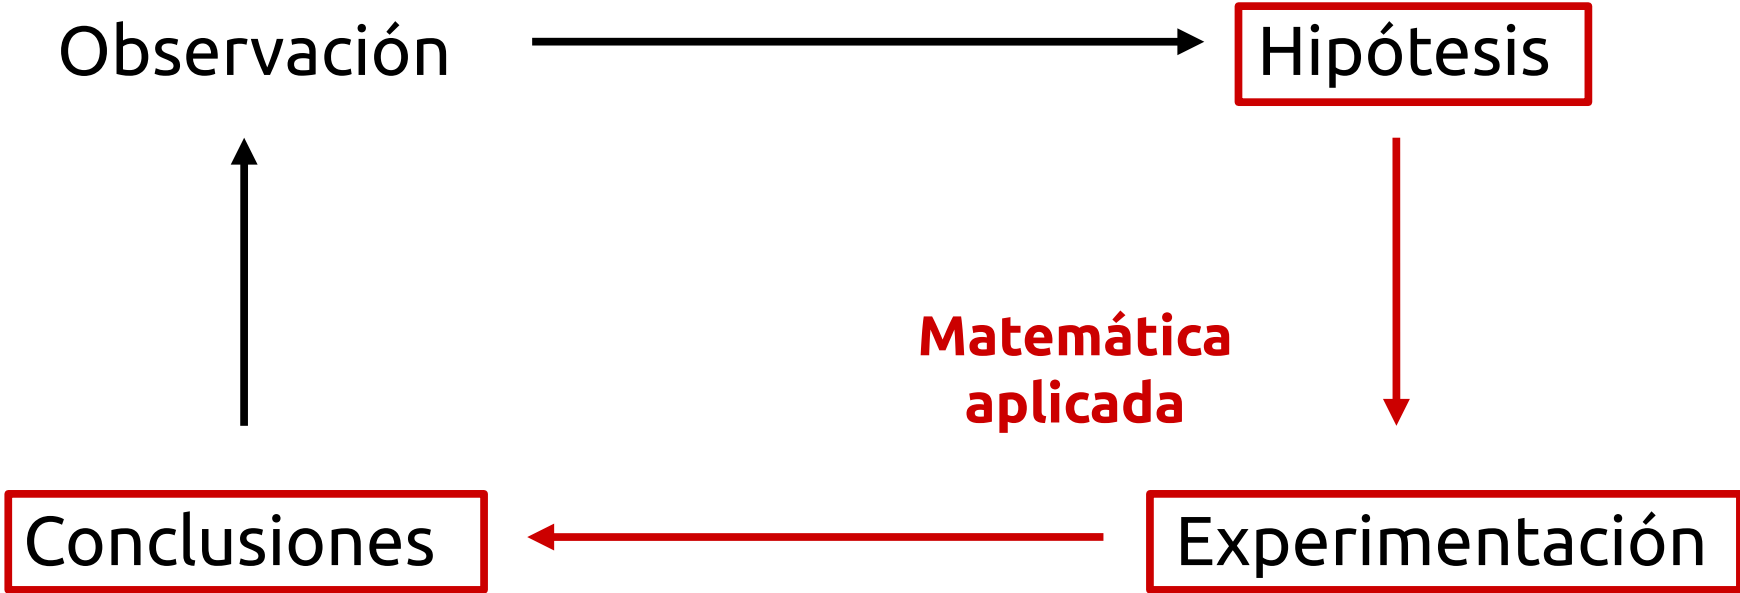 Observación
Hipótesis
Matemática
aplicada
Conclusiones
Experimentación